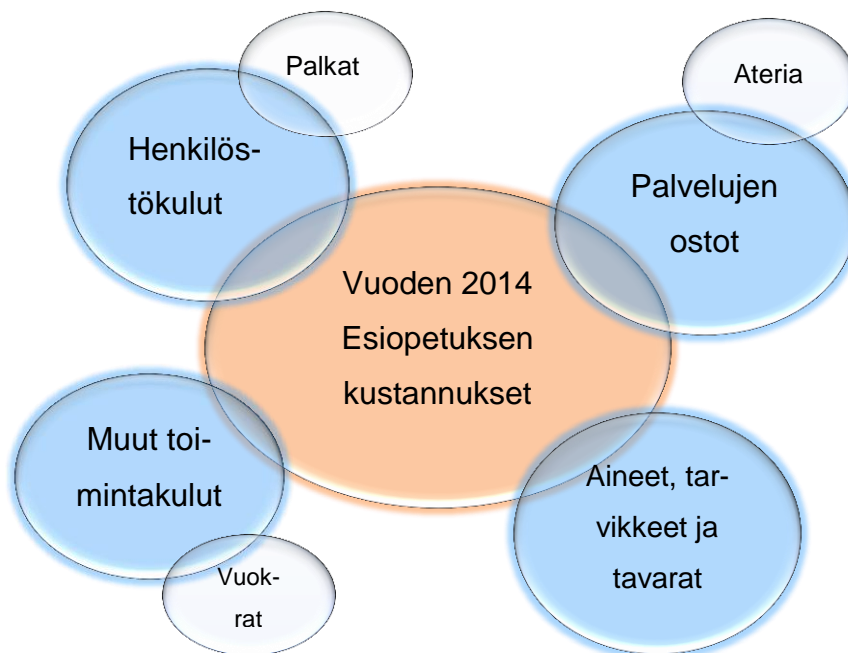 Palkat
Henkilös-
tökulut
Ateria
Palvelujen
ostot
Vuoden 2014
Esiopetuksen
kustannukset
Muut toi-
mintakulut
Vuok-
rat
Aineet, tar-
vikkeet ja
tavarat